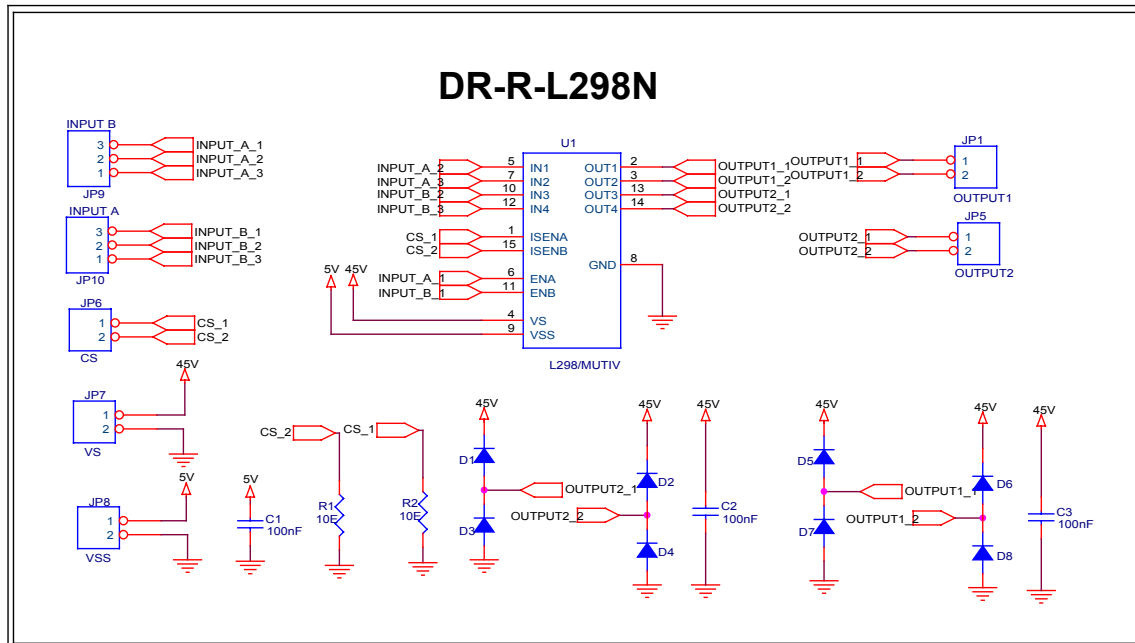 DR-R-L298N
INPUT B
3 INPUT_A_1
2 INPUT_A_2
1 INPUT_A_3
JP9
INPUT A
3 INPUT_B_1
2 INPUT_B_2
1 INPUT_B_3
JP10
JP6
1 CS_1
2 CS_2
CS
45V
JP7
1
2
VS
5V
JP8
1
2
VSS
U1
INPUT_A_2 5 IN1 OUT1 2 OUTPUT1_1
INPUT_A_3 7 IN2 OUT2 3 OUTPUT1_2
INPUT_B_2 10 IN3 OUT3 13 OUTPUT2_1
INPUT_B_3 12 IN4 OUT4 14 OUTPUT2_2
CS_1 1 ISENA
CS_2 15 ISENB
GND 8
5V 45V
INPUT_A_1 6 ENA
INPUT_B_1 11 ENB
4 VS
9 VSS
L298/MUTIV
JP1
OUTPUT1_1 1
OUTPUT1_2 2
OUTPUT1
JP5
OUTPUT2_1 1
OUTPUT2_2 2
OUTPUT2
5V
C1
100nF
CS_2
R1
10E
CS_1
R2
10E
45V
D1
OUTPUT2_1
D3
45V
D2
OUTPUT2_2
D4
45V
C2
100nF
45V
D5
OUTPUT1_1
D7
45V
D6
OUTPUT1_2
D8
45V
C3
100nF